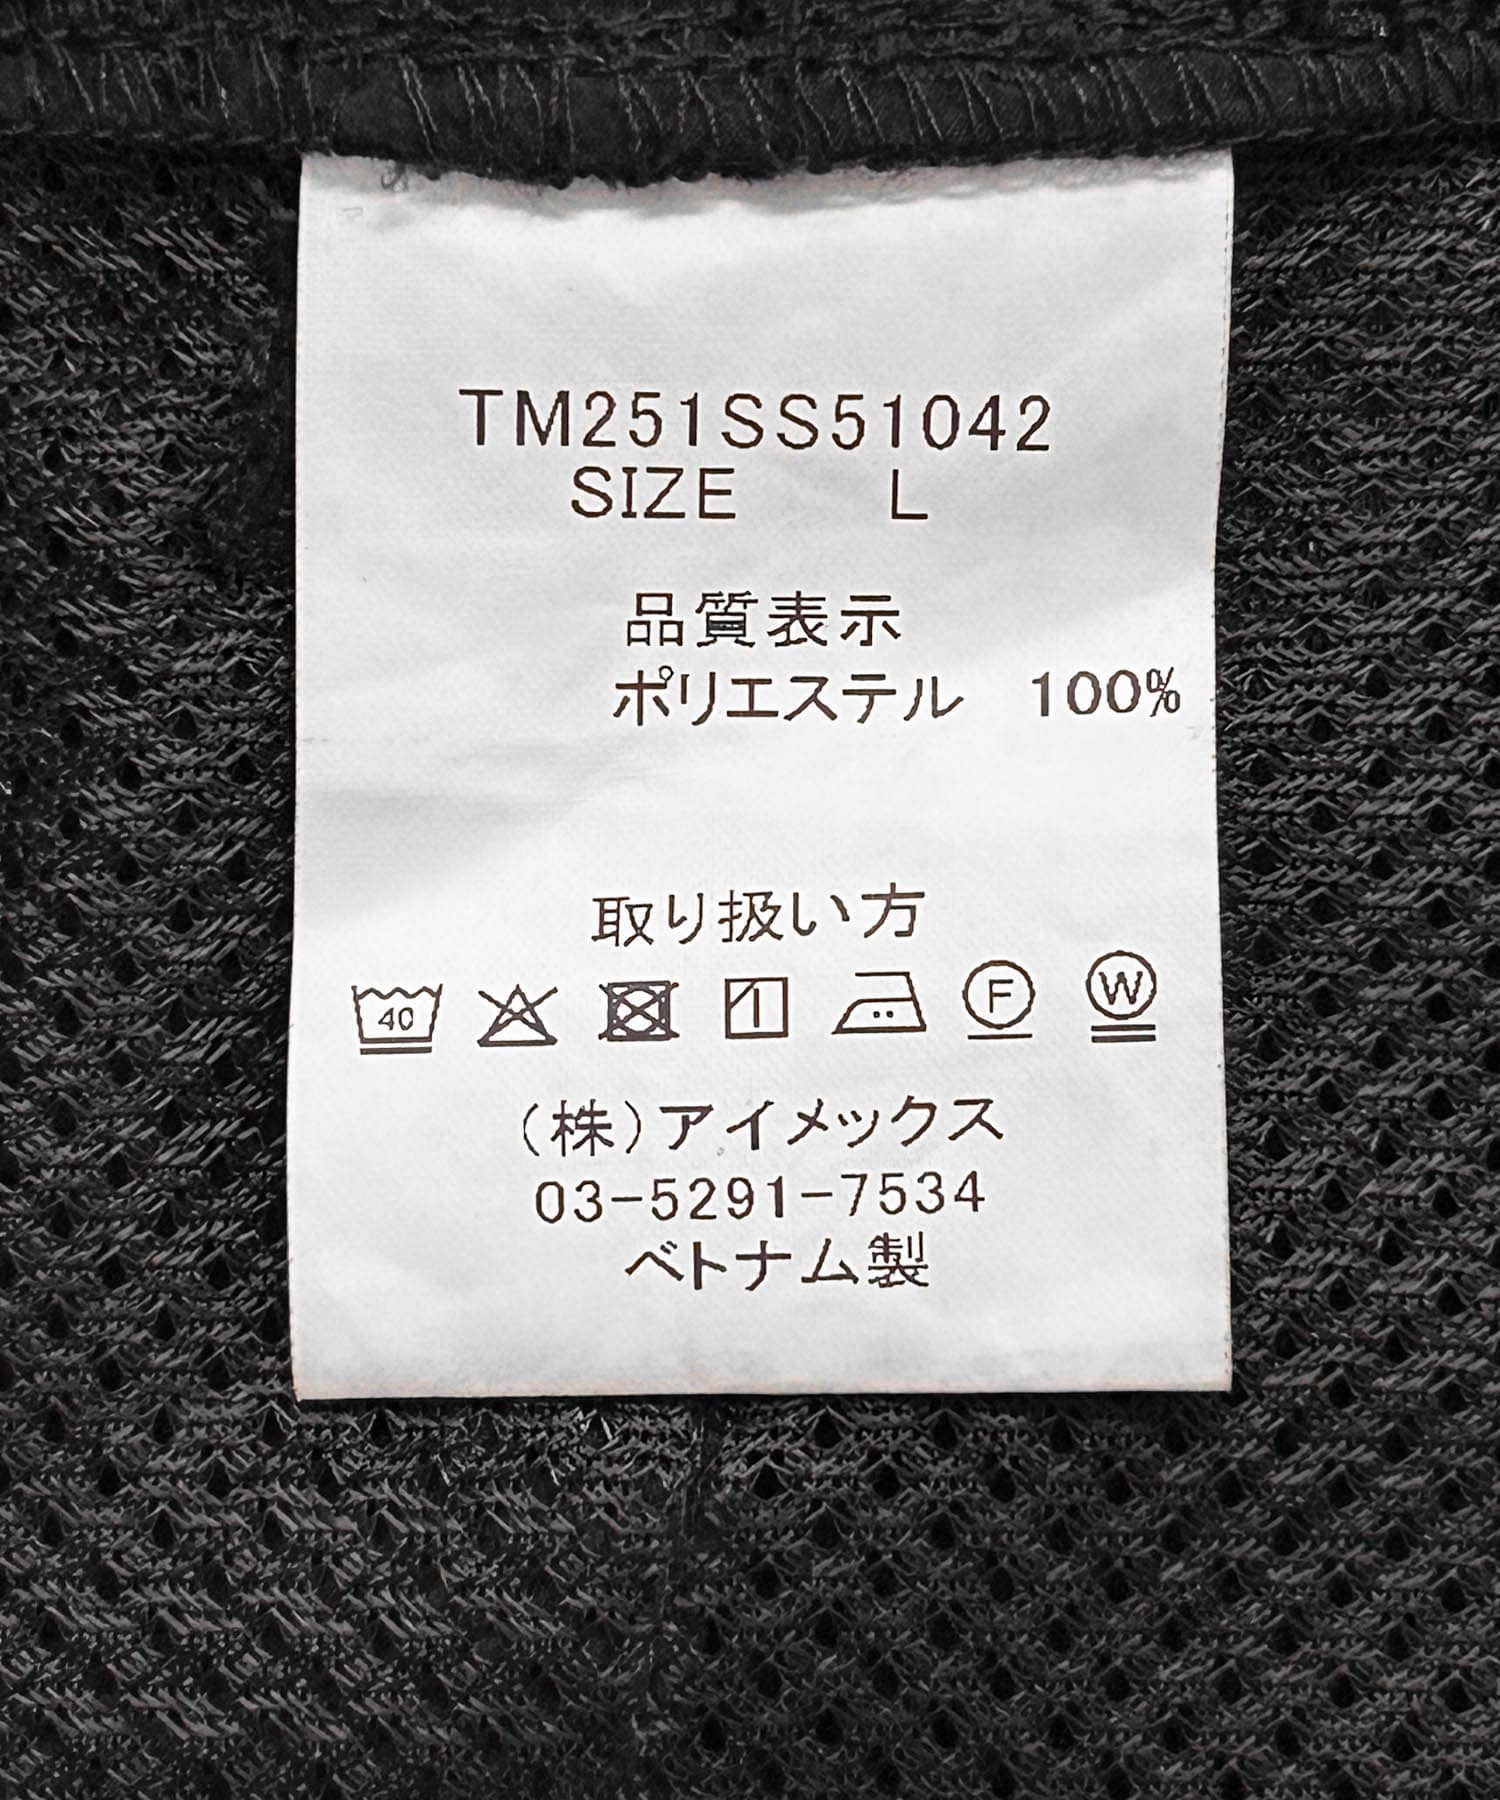 TM251SS51042
SIZE L
品質表示
ポリエステル 100%
取り扱い方
40 F W
(株)アイメックス
03-5291-7534
ベトナム製